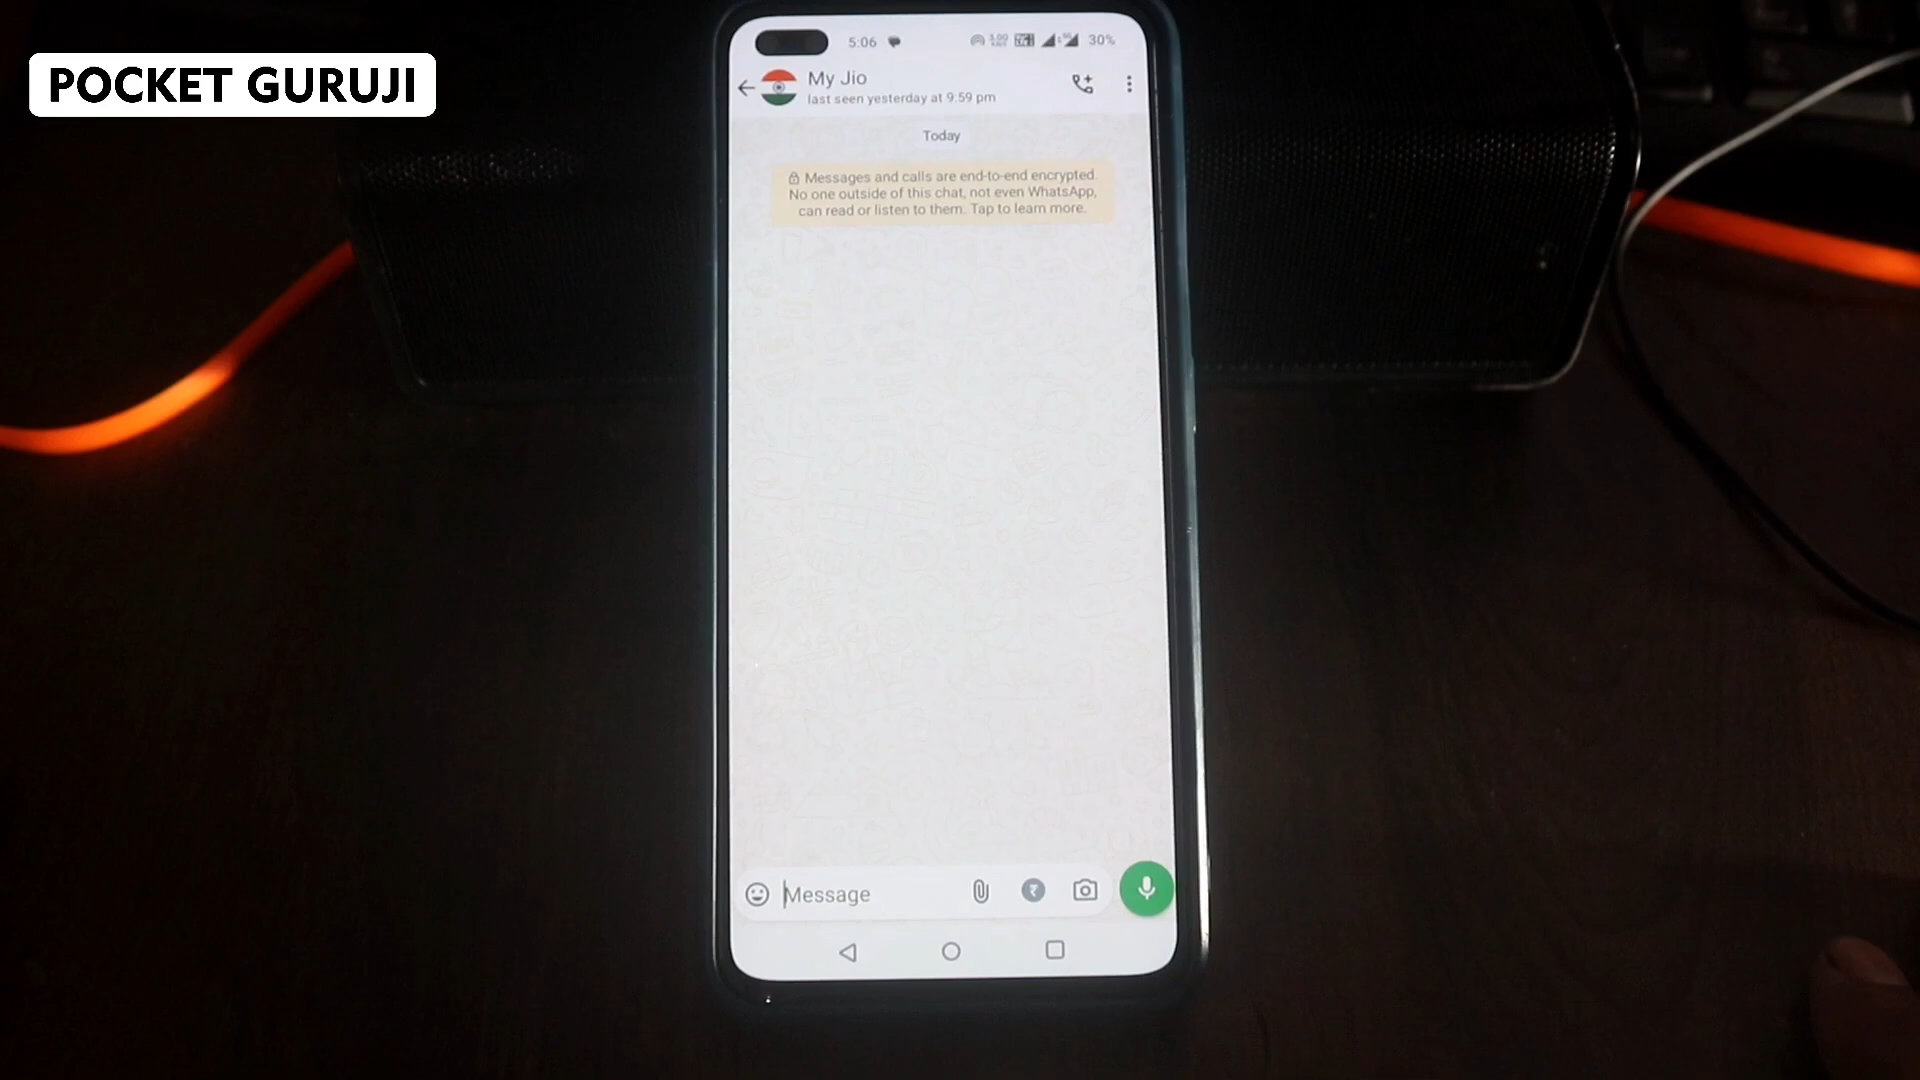 POCKET GURUJI
5:06
30%
My Jio
last seen yesterday at 9:59 pm
Today
Messages and calls are end-to-end encrypted.
No one outside of this chat, not even WhatsApp,
can read or listen to them. Tap to learn more.
Message